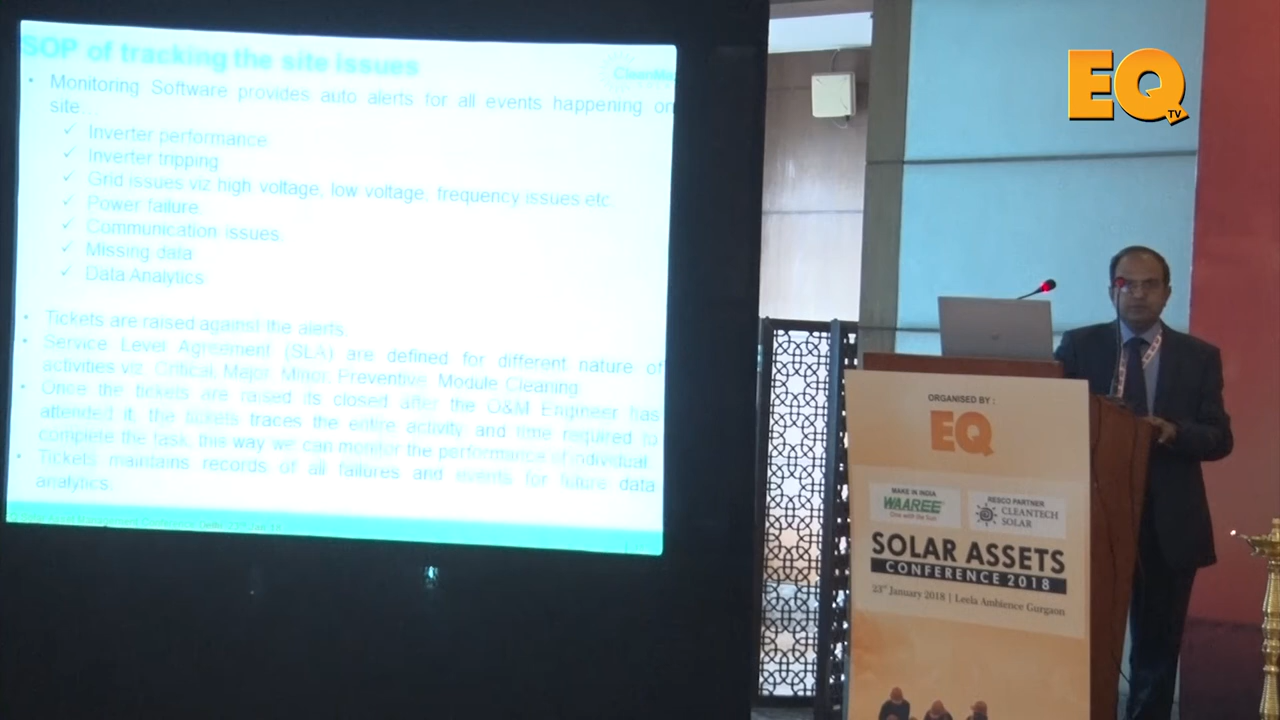 SOP of tracking the site issues
• Monitoring Software provides auto alerts for all events happening on
site...
✓ Inverter performance
✓ Inverter tripping
✓ Grid issues viz high voltage, low voltage, frequency issues etc
✓ Power failure
✓ Communication issues
✓ Missing data
✓ Data Analytics
• Tickets are raised against the alerts
• Service Level Agreement (SLA) are defined for different nature of
activities viz. Critical, Major, Minor, Preventive, Module Cleaning
• Once the tickets are raised its closed after the O&M Engineer has
attended it, the tickets traces the entire activity and time required to
complete the task, this way we can monitor the performance of individual.
• Tickets maintains records of all failures and events for future data
analytics.
EQ
TV
ORGANISED BY :
EQ
MAKE IN INDIA
WAAREE
One with the Sun
RESCO PARTNER
CLEANTECH
SOLAR
SOLAR ASSETS
CONFERENCE 2018
23rd January 2018 | Leela Ambience Gurgaon